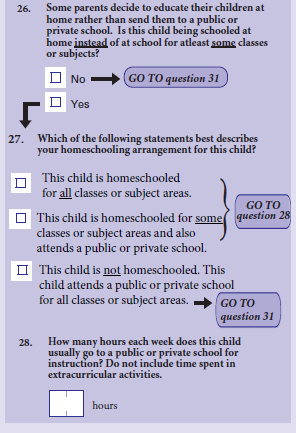 26. Some parents decide to educate their children at
home rather than send them to a public or
private school. Is this child being schooled at
home instead of at school for atleast some classes
or subjects?
No GO TO question 31
Yes
27. Which of the following statements best describes
your homeschooling arrangement for this child?
This child is homeschooled
for all classes or subject areas.
This child is homeschooled for some
classes or subject areas and also
attends a public or private school.
GO TO
question 28
This child is not homeschooled. This
child attends a public or private school
for all classes or subject areas.
GO TO
question 31
28. How many hours each week does this child
usually go to a public or private school for
instruction? Do not include time spent in
extracurricular activities.
hours